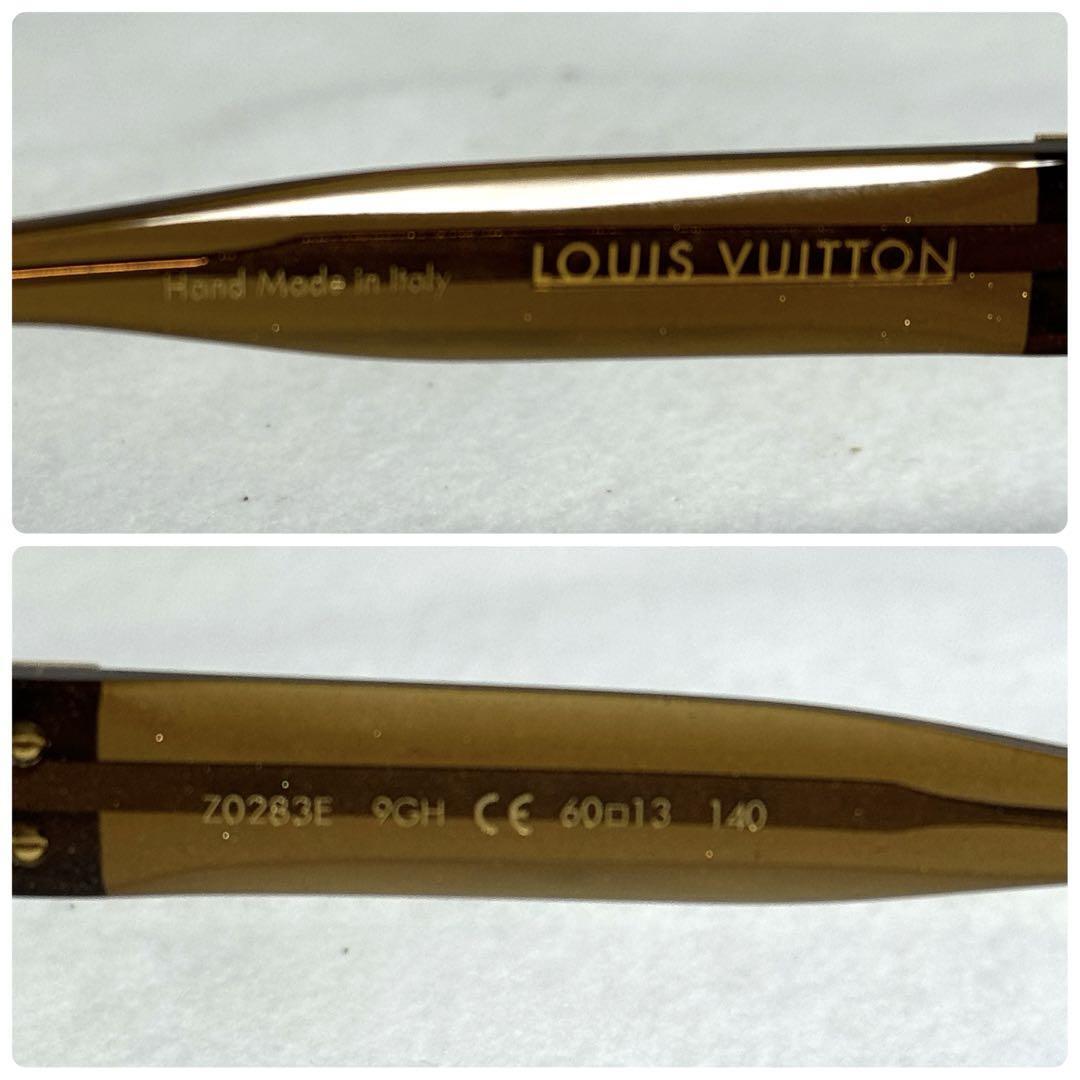 Hand Made in Italy LOUIS VUITTON
Z0283E 9GH CE 60□13 140